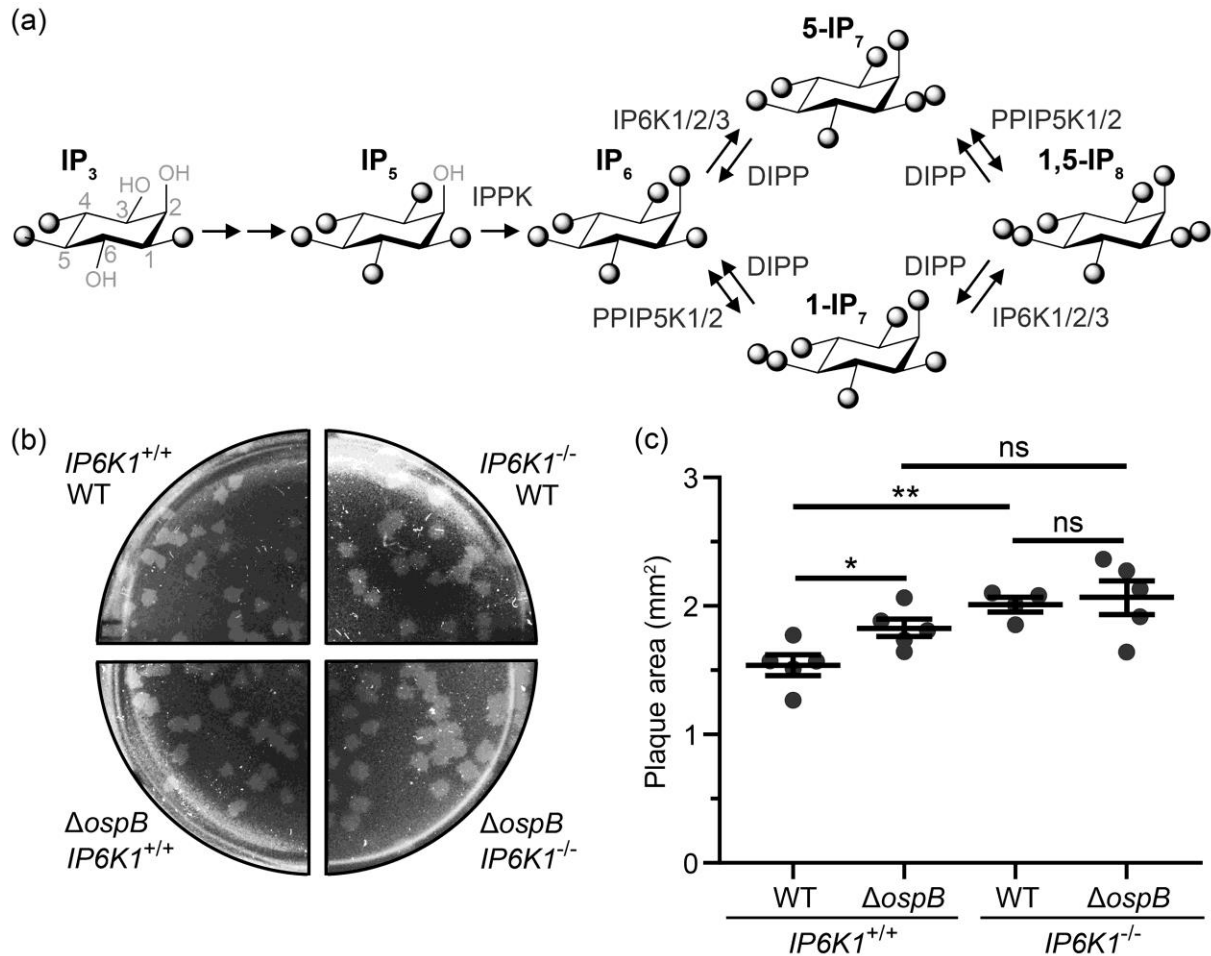 (a)
5-IP7
IP6K1/2/3
PPIP5K1/2
IP3
IP5
IP6
1,5-IP8
OH
HO
OH
IPPK
DIPP
DIPP
4
3
2
5
6
1
OH
DIPP
DIPP
PPIP5K1/2
1-IP7
IP6K1/2/3
(b)
IP6K1+/+
WT
IP6K1-/-
WT
ΔospB
IP6K1+/+
ΔospB
IP6K1-/-
(c)
ns
**
ns
*
3
2
1
0
Plaque area (mm²)
WT ΔospB WT ΔospB
IP6K1+/+ IP6K1-/-